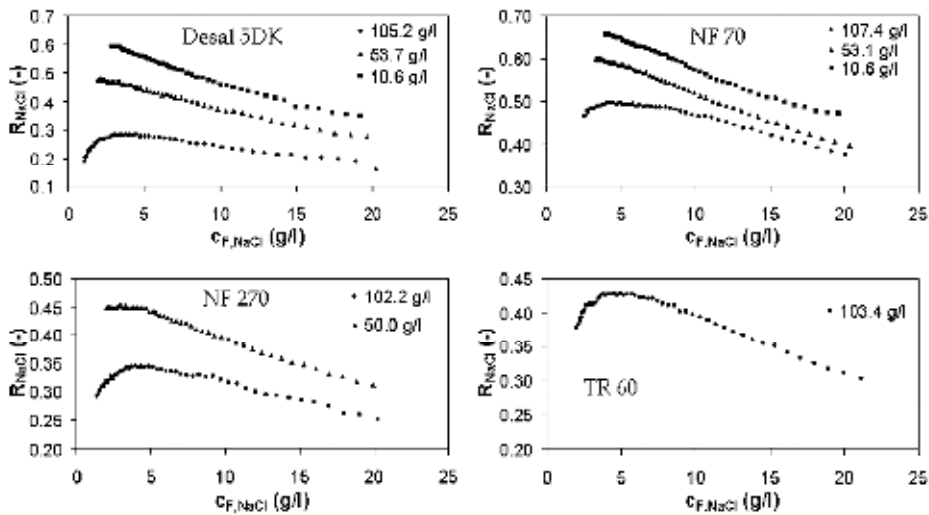 Desal 5DK
105.2 g/l
53.7 g/l
10.6 g/l
R_NaCl (-)
0.7
0.6
0.5
0.4
0.3
0.2
0.1
0 5 10 15 20 25
c_F,NaCl (g/l)
NF 70
107.4 g/l
53.1 g/l
10.6 g/l
R_NaCl (-)
0.70
0.60
0.50
0.40
0.30
0 5 10 15 20 25
c_F,NaCl (g/l)
NF 270
102.2 g/l
50.0 g/l
R_NaCl (-)
0.50
0.45
0.40
0.35
0.30
0.25
0.20
0 5 10 15 20 25
c_F,NaCl (g/l)
TR 60
103.4 g/l
R_NaCl (-)
0.45
0.40
0.35
0.30
0.25
0.20
0 5 10 15 20 25
c_F,NaCl (g/l)